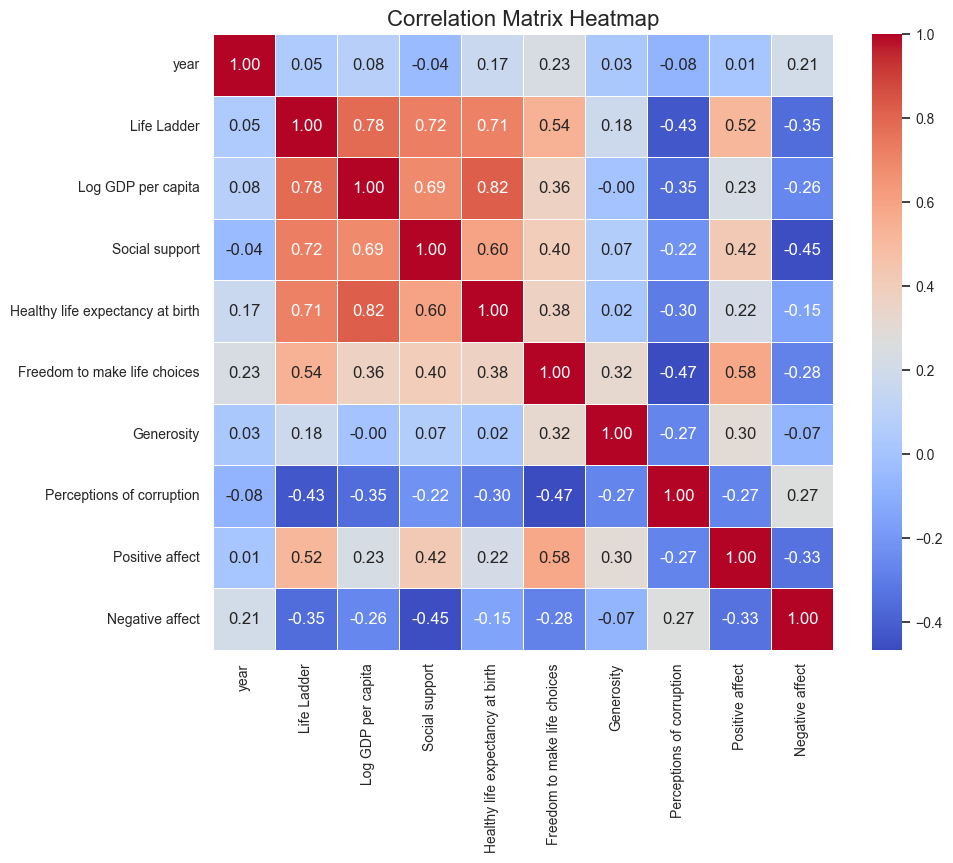 Correlation Matrix Heatmap
year 1.00 0.05 0.08 -0.04 0.17 0.23 0.03 -0.08 0.01 0.21
Life Ladder 0.05 1.00 0.78 0.72 0.71 0.54 0.18 -0.43 0.52 -0.35
Log GDP per capita 0.08 0.78 1.00 0.69 0.82 0.36 -0.00 -0.35 0.23 -0.26
Social support -0.04 0.72 0.69 1.00 0.60 0.40 0.07 -0.22 0.42 -0.45
Healthy life expectancy at birth 0.17 0.71 0.82 0.60 1.00 0.38 0.02 -0.30 0.22 -0.15
Freedom to make life choices 0.23 0.54 0.36 0.40 0.38 1.00 0.32 -0.47 0.58 -0.28
Generosity 0.03 0.18 -0.00 0.07 0.02 0.32 1.00 -0.27 0.30 -0.07
Perceptions of corruption -0.08 -0.43 -0.35 -0.22 -0.30 -0.47 -0.27 1.00 -0.27 0.27
Positive affect 0.01 0.52 0.23 0.42 0.22 0.58 0.30 -0.27 1.00 -0.33
Negative affect 0.21 -0.35 -0.26 -0.45 -0.15 -0.28 -0.07 0.27 -0.33 1.00
year
Life Ladder
Log GDP per capita
Social support
Healthy life expectancy at birth
Freedom to make life choices
Generosity
Perceptions of corruption
Positive affect
Negative affect
1.0
0.8
0.6
0.4
0.2
0.0
-0.2
-0.4